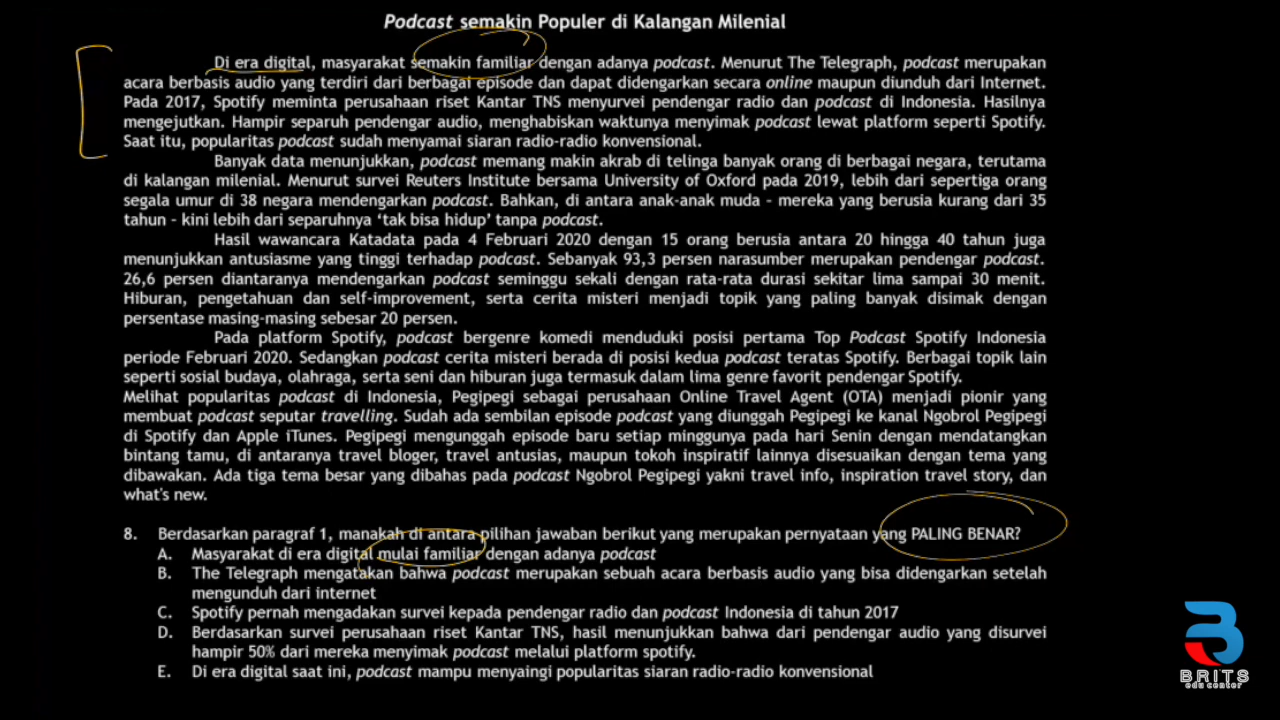 Podcast semakin Populer di Kalangan Milenial
Di era digital, masyarakat semakin familiar dengan adanya podcast. Menurut The Telegraph, podcast merupakan
acara berbasis audio yang terdiri dari berbagai episode dan dapat didengarkan secara online maupun diunduh dari Internet.
Pada 2017, Spotify meminta perusahaan riset Kantar TNS menyurvei pendengar radio dan podcast di Indonesia. Hasilnya
mengejutkan. Hampir separuh pendengar audio, menghabiskan waktunya menyimak podcast lewat platform seperti Spotify.
Saat itu, popularitas podcast sudah menyamai siaran radio-radio konvensional.
Banyak data menunjukkan, podcast memang makin akrab di telinga banyak orang di berbagai negara, terutama
di kalangan milenial. Menurut survei Reuters Institute bersama University of Oxford pada 2019, lebih dari sepertiga orang
segala umur di 38 negara mendengarkan podcast. Bahkan, di antara anak-anak muda – mereka yang berusia kurang dari 35
tahun – kini lebih dari separuhnya ‘tak bisa hidup’ tanpa podcast.
Hasil wawancara Katadata pada 4 Februari 2020 dengan 15 orang berusia antara 20 hingga 40 tahun juga
menunjukkan antusiasme yang tinggi terhadap podcast. Sebanyak 93,3 persen narasumber merupakan pendengar podcast.
26,6 persen diantaranya mendengarkan podcast seminggu sekali dengan rata-rata durasi sekitar lima sampai 30 menit.
Hiburan, pengetahuan dan self-improvement, serta cerita misteri menjadi topik yang paling banyak disimak dengan
persentase masing-masing sebesar 20 persen.
Pada platform Spotify, podcast bergenre komedi menduduki posisi pertama Top Podcast Spotify Indonesia
periode Februari 2020. Sedangkan podcast cerita misteri berada di posisi kedua podcast teratas Spotify. Berbagai topik lain
seperti sosial budaya, olahraga, serta seni dan hiburan juga termasuk dalam lima genre favorit pendengar Spotify.
Melihat popularitas podcast di Indonesia, Pegipegi sebagai perusahaan Online Travel Agent (OTA) menjadi pionir yang
membuat podcast seputar travelling. Sudah ada sembilan episode podcast yang diunggah Pegipegi ke kanal Ngobrol Pegipegi
di Spotify dan Apple iTunes. Pegipegi mengunggah episode baru setiap minggunya pada hari Senin dengan mendatangkan
bintang tamu, di antaranya travel bloger, travel antusias, maupun tokoh inspiratif lainnya disesuaikan dengan tema yang
dibawakan. Ada tiga tema besar yang dibahas pada podcast Ngobrol Pegipegi yakni travel info, inspiration travel story, dan
what's new.
8. Berdasarkan paragraf 1, manakah di antara pilihan jawaban berikut yang merupakan pernyataan yang PALING BENAR?
A. Masyarakat di era digital mulai familiar dengan adanya podcast
B. The Telegraph mengatakan bahwa podcast merupakan sebuah acara berbasis audio yang bisa didengarkan setelah
mengunduh dari internet
C. Spotify pernah mengadakan survei kepada pendengar radio dan podcast Indonesia di tahun 2017
D. Berdasarkan survei perusahaan riset Kantar TNS, hasil menunjukkan bahwa dari pendengar audio yang disurvei
hampir 50% dari mereka menyimak podcast melalui platform spotify.
E. Di era digital saat ini, podcast mampu menyaingi popularitas siaran radio-radio konvensional
BRITS
edu center